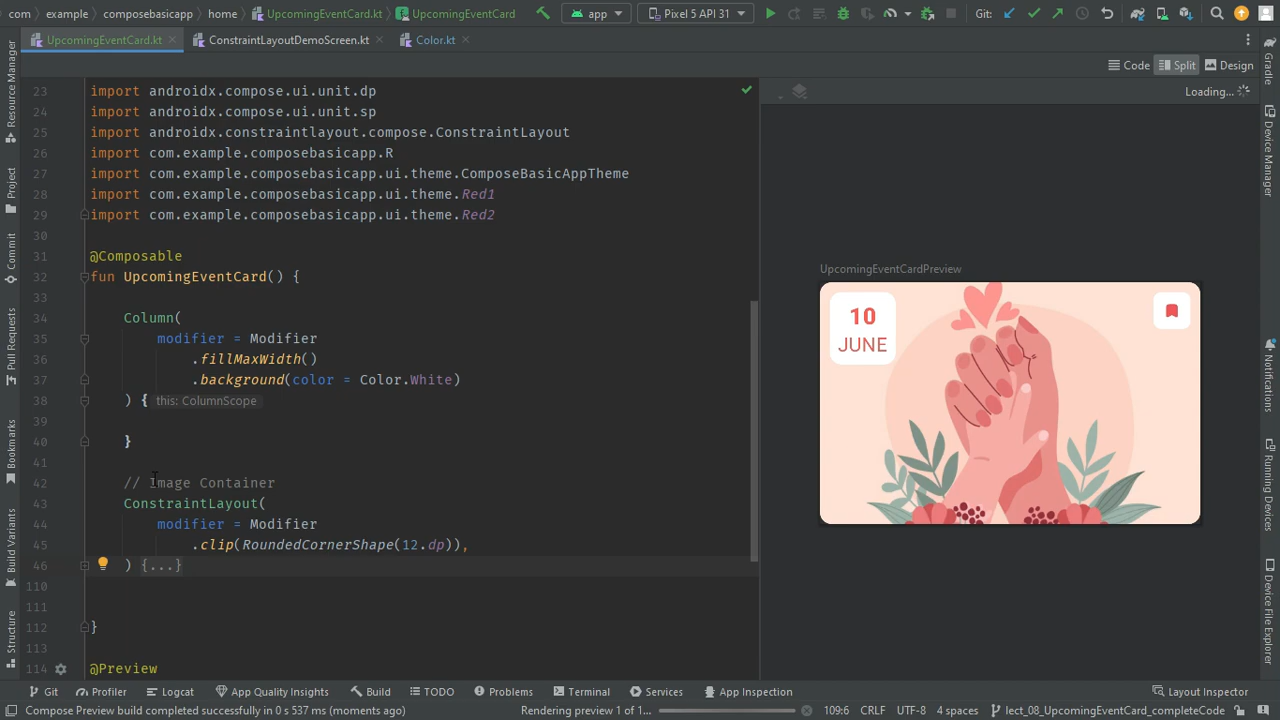 com
example
composebasicapp
home
UpcomingEventCard.kt
UpcomingEventCard
app
Pixel 5 API 31
Git:
UpcomingEventCard.kt
ConstraintLayoutDemoScreen.kt
Color.kt
Code
Split
Design
Loading...
23 import androidx.compose.ui.unit.dp
24 import androidx.compose.ui.unit.sp
25 import androidx.constraintlayout.compose.ConstraintLayout
26 import com.example.composebasicapp.R
27 import com.example.composebasicapp.ui.theme.ComposeBasicAppTheme
28 import com.example.composebasicapp.ui.theme.Red1
29 import com.example.composebasicapp.ui.theme.Red2
30
31 @Composable
32 fun UpcomingEventCard() {
33
34 Column(
35 modifier = Modifier
36 .fillMaxWidth()
37 .background(color = Color.White)
38 ) { this: ColumnScope
39
40 }
41
42 // Image Container
43 ConstraintLayout(
44 modifier = Modifier
45 .clip(RoundedCornerShape(12.dp)),
46 ) {...}
110
111
112 }
113
114 @Preview
UpcomingEventCardPreview
10
JUNE
Resource Manager
Project
Commit
Pull Requests
Bookmarks
Build Variants
Structure
Gradle
Device Manager
Notifications
Running Devices
Device File Explorer
Git
Profiler
Logcat
App Quality Insights
Build
TODO
Problems
Terminal
Services
App Inspection
Layout Inspector
Compose Preview build completed successfully in 0 s 537 ms (moments ago)
Rendering preview 1 of 1...
109:6
CRLF
UTF-8
4 spaces
lect_08_UpcomingEventCard_completeCode